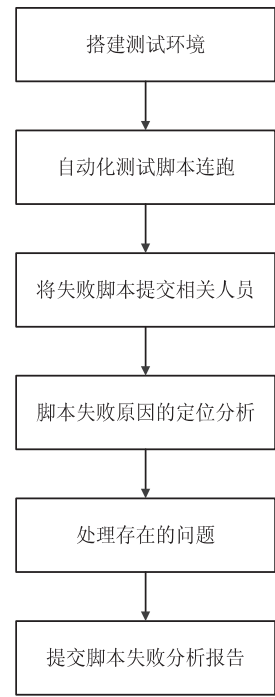 搭建测试环境
自动化测试脚本连跑
将失败脚本提交相关人员
脚本失败原因的定位分析
处理存在的问题
提交脚本失败分析报告